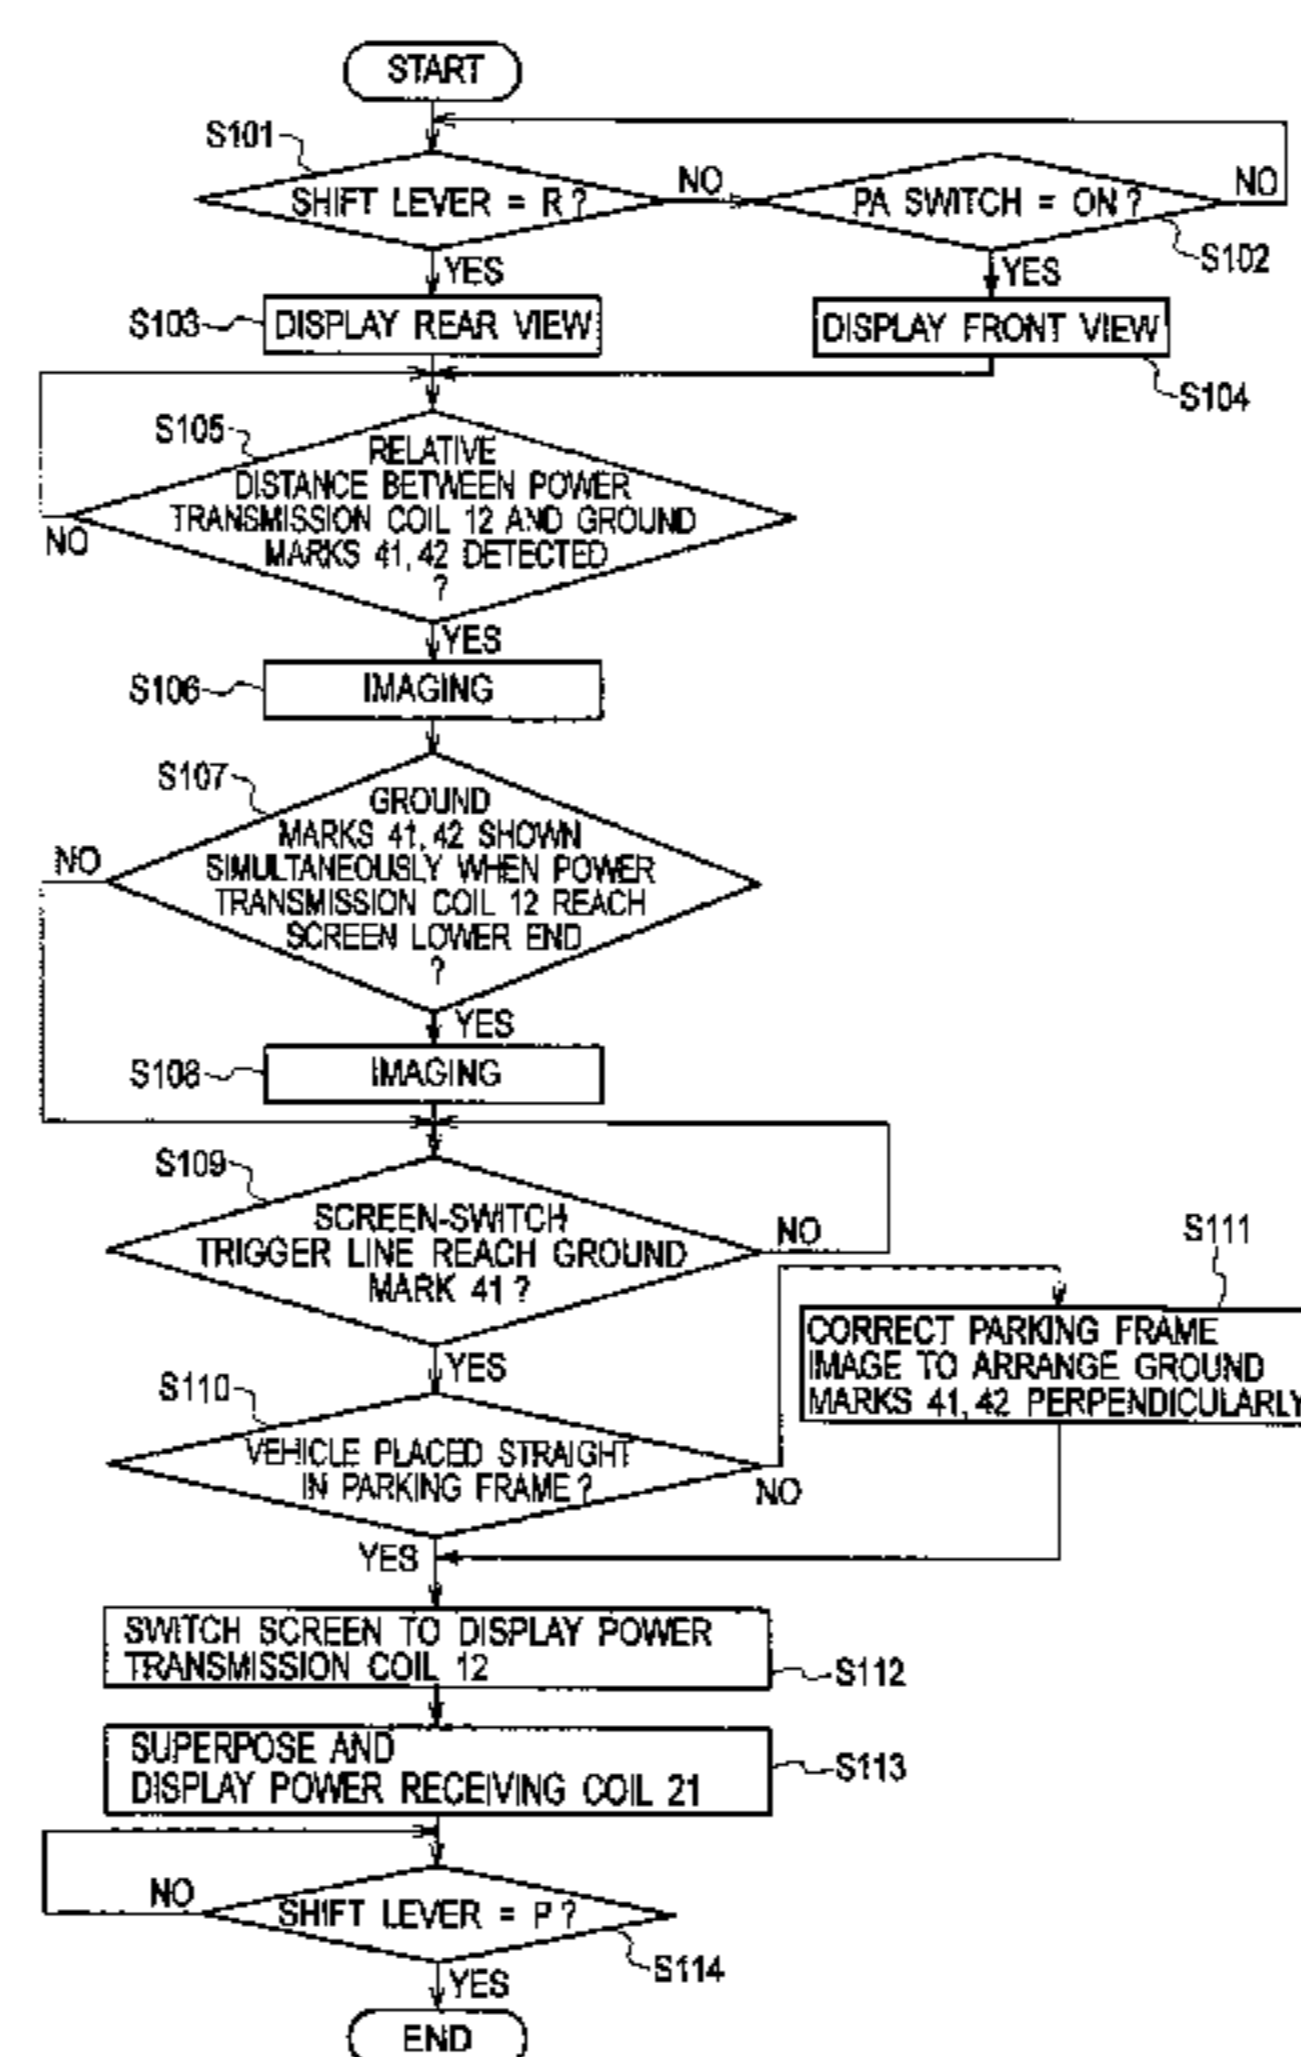 START
S101
SHIFT LEVER = R?
NO
PA SWITCH = ON?
NO
S102
YES
YES
S103
DISPLAY REAR VIEW
DISPLAY FRONT VIEW
S104
S105
RELATIVE
DISTANCE BETWEEN POWER
TRANSMISSION COIL 12 AND GROUND
MARKS 41, 42 DETECTED
?
NO
YES
S106
IMAGING
S107
GROUND
MARKS 41, 42 SHOWN
SIMULTANEOUSLY WHEN POWER
TRANSMISSION COIL 12 REACH
SCREEN LOWER END
?
NO
YES
S108
IMAGING
S109
SCREEN-SWITCH
TRIGGER LINE REACH GROUND
MARK 41?
NO
YES
S111
CORRECT PARKING FRAME
IMAGE TO ARRANGE GROUND
MARKS 41, 42 PERPENDICULARLY
S110
VEHICLE PLACED STRAIGHT
IN PARKING FRAME?
NO
YES
SWITCH SCREEN TO DISPLAY POWER
TRANSMISSION COIL 12
S112
SUPERPOSE AND
DISPLAY POWER RECEIVING COIL 21
S113
NO
SHIFT LEVER = P?
S114
YES
END